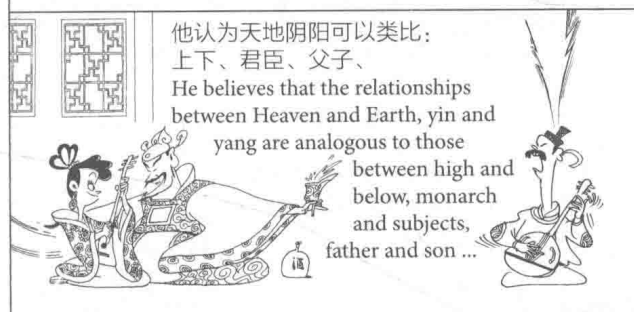 他认为天地阴阳可以类比：
上下、君臣、父子、
He believes that the relationships
between Heaven and Earth, yin and
yang are analogous to those
between high and
below, monarch
and subjects,
father and son ...
酒